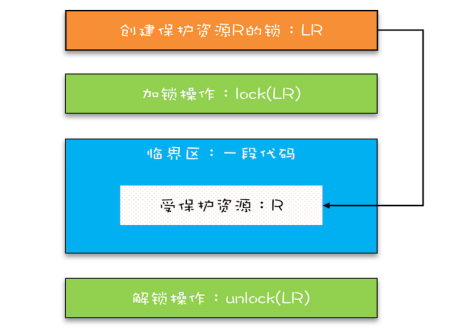 创建保护资源R的锁：LR
加锁操作：lock(LR)
临界区：一段代码
受保护资源：R
解锁操作：unlock(LR)